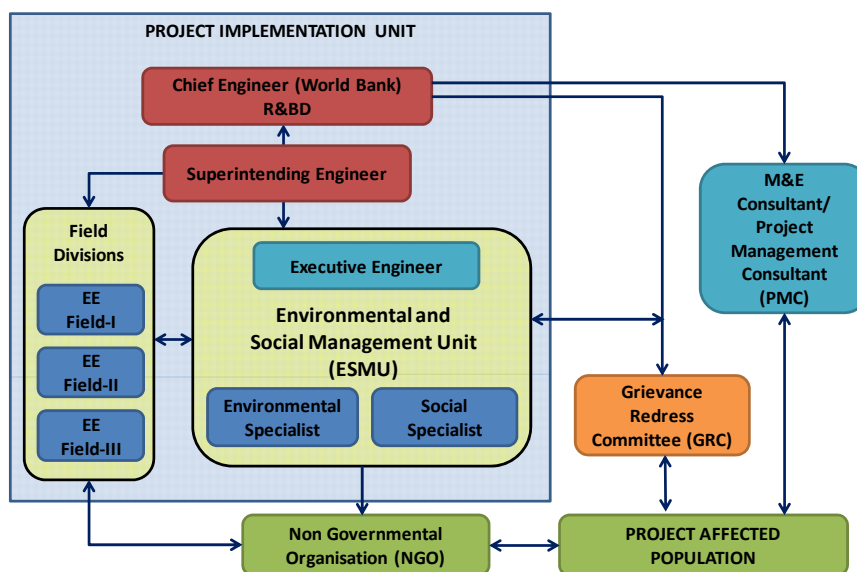 PROJECT IMPLEMENTATION UNIT
Chief Engineer (World Bank)
R&BD
Superintending Engineer
M&E
Consultant/
Project
Management
Consultant
(PMC)
Field
Divisions
EE
Field-I
EE
Field-II
EE
Field-III
Executive Engineer
Environmental and
Social Management Unit
(ESMU)
Environmental
Specialist
Social
Specialist
Grievance
Redress
Committee (GRC)
Non Governmental
Organisation (NGO)
PROJECT AFFECTED
POPULATION